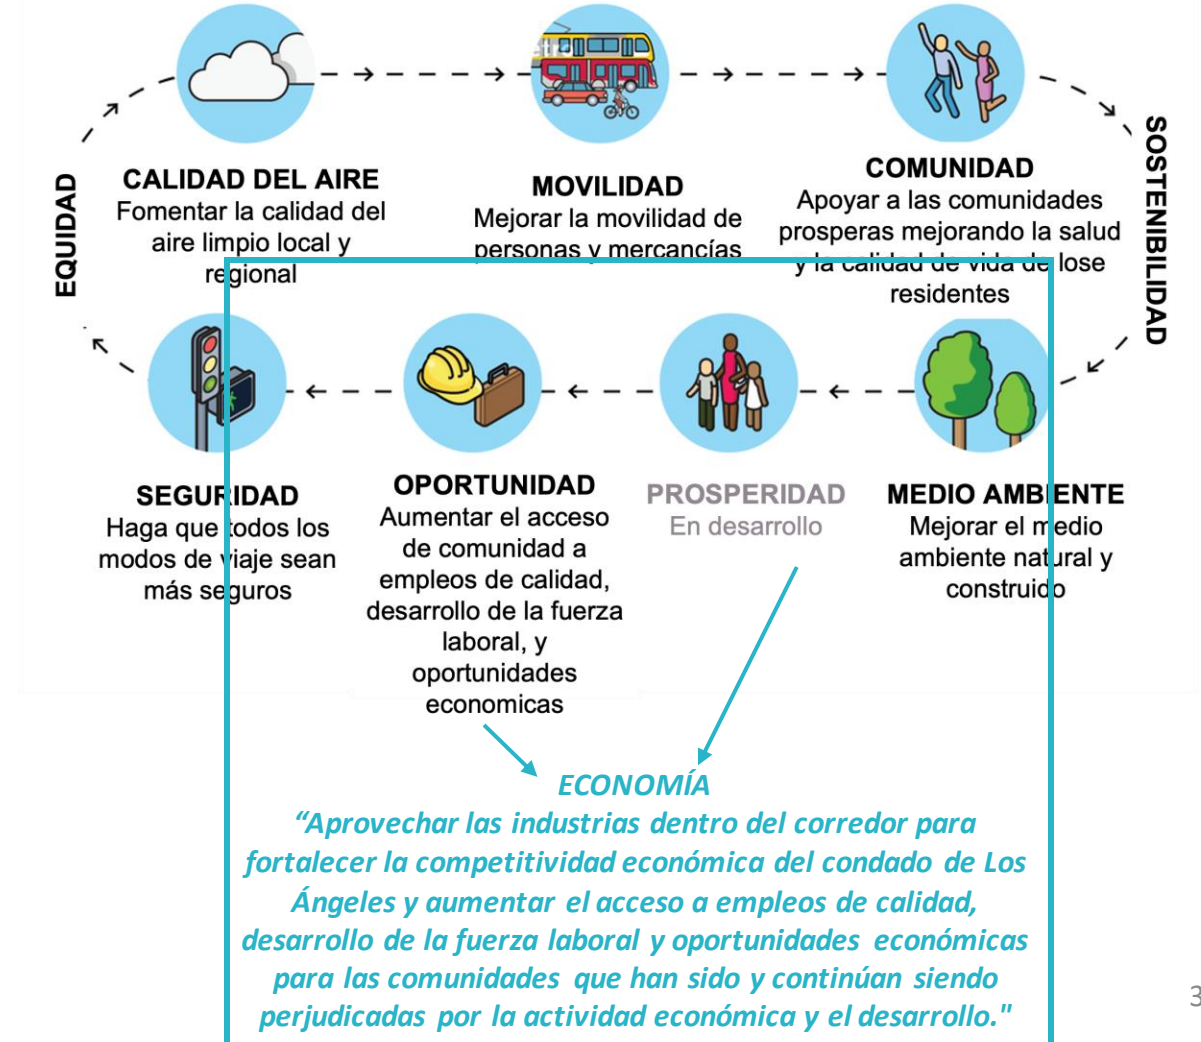 EQUIDAD
CALIDAD DEL AIRE
Fomentar la calidad del
aire limpio local y
regional
etro
MOVILIDAD
Mejorar la movilidad de
personas y mercancías
COMUNIDAD
Apoyar a las comunidades
prosperas mejorando la salud
y la calidad de vida de lose
residentes
SOSTENIBILIDAD
SEGURIDAD
Haga que todos los
modos de viaje sean
más seguros
OPORTUNIDAD
Aumentar el acceso
de comunidad a
empleos de calidad,
desarrollo de la fuerza
laboral, y
oportunidades
economicas
PROSPERIDAD
En desarrollo
MEDIO AMBIENTE
Mejorar el medio
ambiente natural y
construido
ECONOMÍA
“Aprovechar las industrias dentro del corredor para
fortalecer la competitividad económica del condado de Los
Ángeles y aumentar el acceso a empleos de calidad,
desarrollo de la fuerza laboral y oportunidades económicas
para las comunidades que han sido y continúan siendo
perjudicadas por la actividad económica y el desarrollo."
3